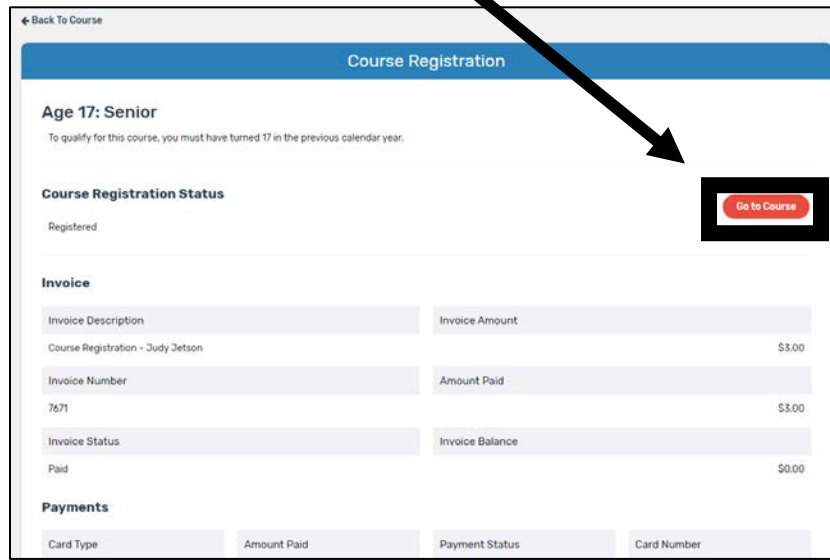 Back To Course
Course Registration
Age 17: Senior
To qualify for this course, you must have turned 17 in the previous calendar year.
Course Registration Status
Go to Course
Registered
Invoice
Invoice Description Invoice Amount
Course Registration - Judy Jetson $3.00
Invoice Number Amount Paid
7671 $3.00
Invoice Status Invoice Balance
Paid $0.00
Payments
Card Type Amount Paid Payment Status Card Number